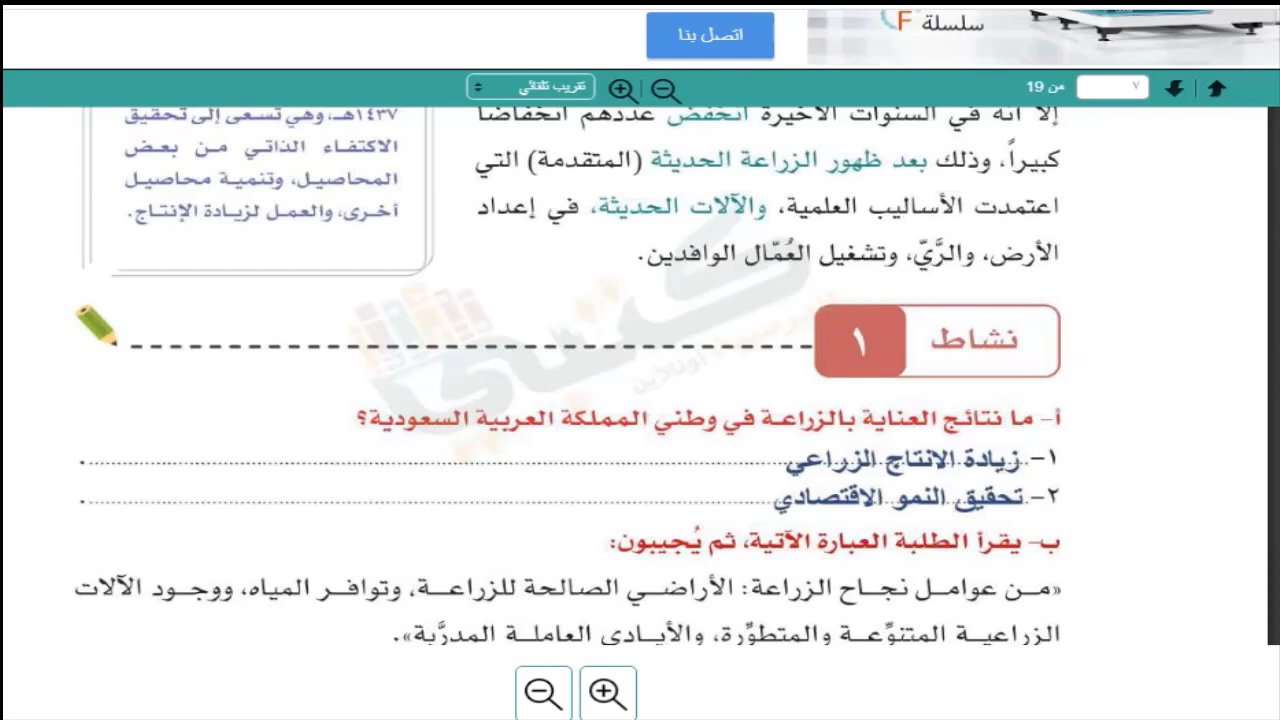 سلسلة F
اتصل بنا
٧ من 19
تقريب تلقائي
إلا أنه في السنوات الأخيرة انخفض عددهم انخفاضًا
كبيراً، وذلك بعد ظهور الزراعة الحديثة (المتقدمة) التي
اعتمدت الأساليب العلمية، والآلات الحديثة، في إعداد
الأرض، والرَّيّ، وتشغيل العُمّال الوافدين.
١٤٣٧هـ، وهي تسعى إلى تحقيق
الاكتفاء الذاتي من بعض
المحاصيل، وتنمية محاصيل
أخرى، والعمل لزيادة الإنتاج.
كتبي
أونلاين
نشاط ١
أ- ما نتائج العناية بالزراعة في وطني المملكة العربية السعودية؟
١- زيادة الانتاج الزراعي
٢- تحقيق النمو الاقتصادي
ب- يقرأ الطلبة العبارة الآتية، ثم يُجيبون:
«من عوامل نجاح الزراعة: الأراضي الصالحة للزراعة، وتوافر المياه، ووجود الآلات
الزراعية المتنوِّعة والمتطوِّرة، والأيادي العاملة المدرَّبة».